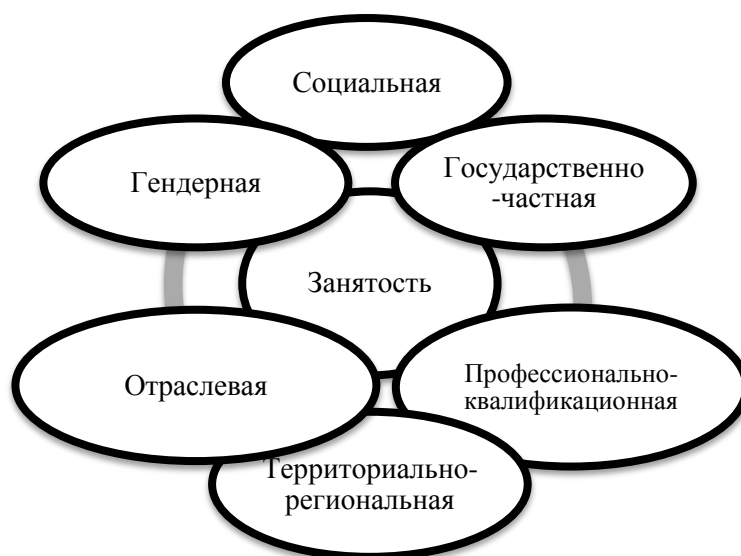 Социальная
Гендерная
Государственно
-частная
Занятость
Отраслевая
Профессионально-
квалификационная
Территориально-
региональная